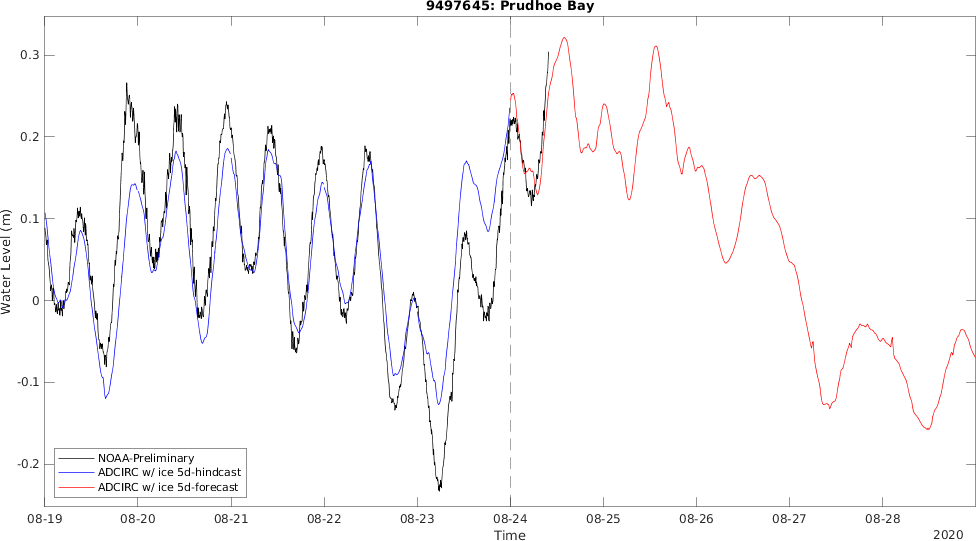 9497645: Prudhoe Bay
Water Level (m)
0.3
0.2
0.1
0
-0.1
-0.2
NOAA-Preliminary
ADCIRC w/ ice 5d-hindcast
ADCIRC w/ ice 5d-forecast
08-19 08-20 08-21 08-22 08-23 08-24 08-25 08-26 08-27 08-28
Time
2020